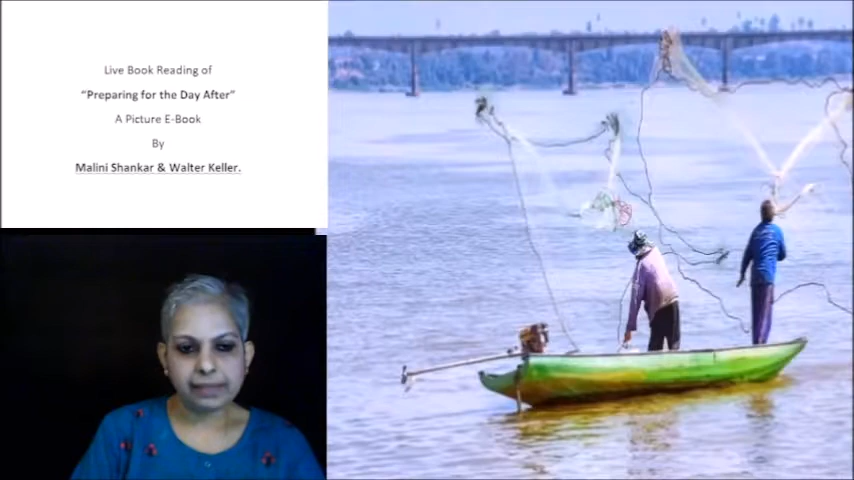 Live Book Reading of
“Preparing for the Day After”
A Picture E-Book
By
Malini Shankar & Walter Keller.